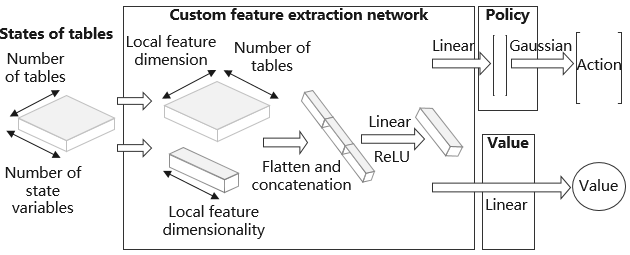 States of tables
Number
of tables
Number of
state
variables
Custom feature extraction network
Local feature
dimension
Number of
tables
Local feature
dimensionality
Flatten and
concatenation
Linear
ReLU
Policy
Linear
Gaussian
Action
Value
Linear
Value